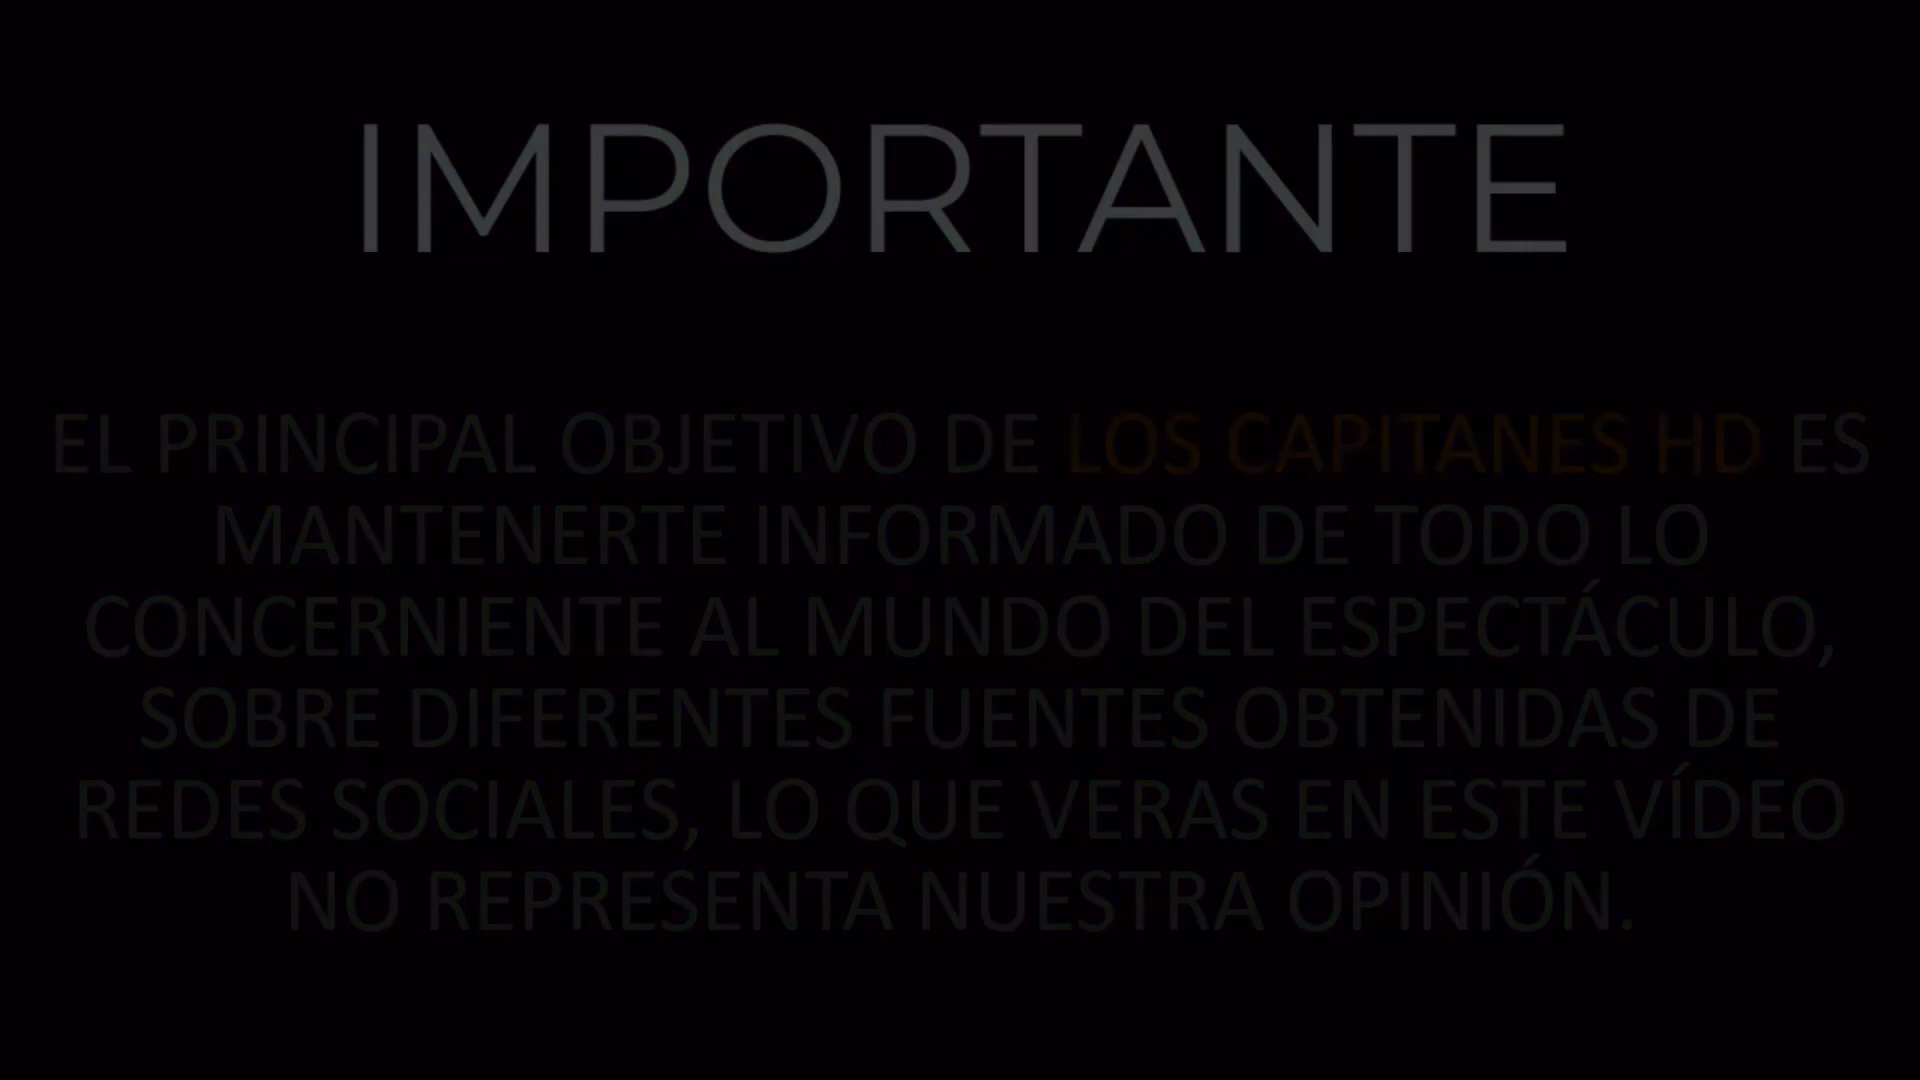 IMPORTANTE
EL PRINCIPAL OBJETIVO DE LOS CAPITANES HD ES
MANTENERTE INFORMADO DE TODO LO
CONCERNIENTE AL MUNDO DEL ESPECTÁCULO,
SOBRE DIFERENTES FUENTES OBTENIDAS DE
REDES SOCIALES, LO QUE VERAS EN ESTE VÍDEO
NO REPRESENTA NUESTRA OPINIÓN.